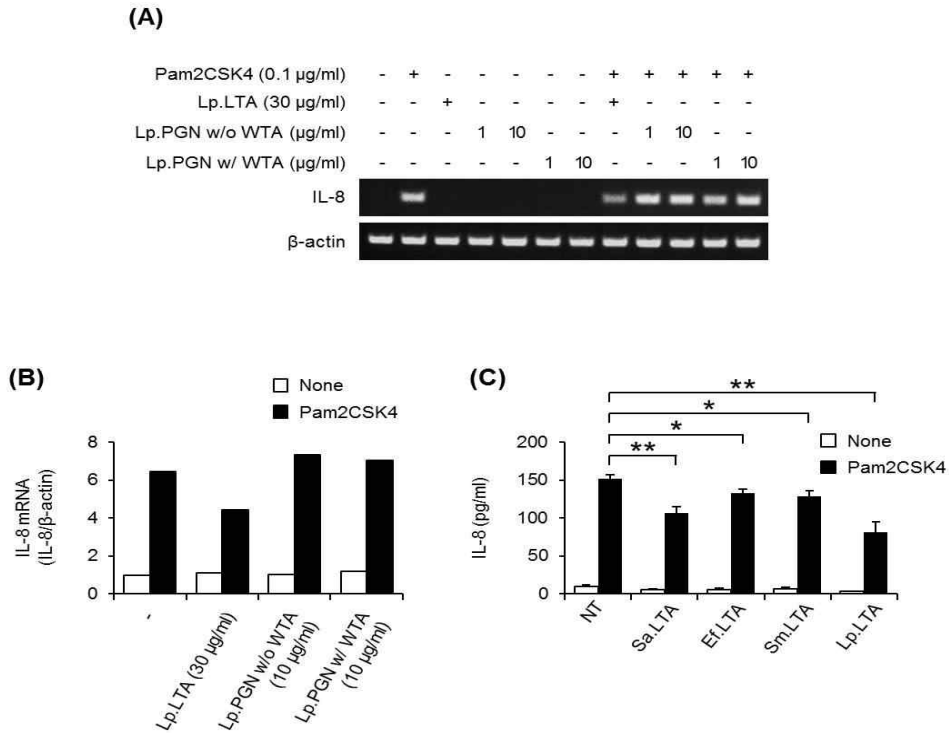 (A)
Pam2CSK4 (0.1 µg/ml) - + - - - - - + + + + +
Lp.LTA (30 µg/ml) - - + - - - - + - - - -
Lp.PGN w/o WTA (µg/ml) - - - 1 10 - - - 1 10 - -
Lp.PGN w/ WTA (µg/ml) - - - - - 1 10 - - - 1 10
IL-8
β-actin
(B)
None
Pam2CSK4
IL-8 mRNA
(IL-8/β-actin)
8
6
4
2
0
-
Lp.LTA (30 µg/ml)
Lp.PGN w/o WTA
(10 µg/ml)
Lp.PGN w/ WTA
(10 µg/ml)
(C)
**
*
*
**
None
Pam2CSK4
IL-8 (pg/ml)
200
150
100
50
0
NT
Sa.LTA
Ef.LTA
Sm.LTA
Lp.LTA